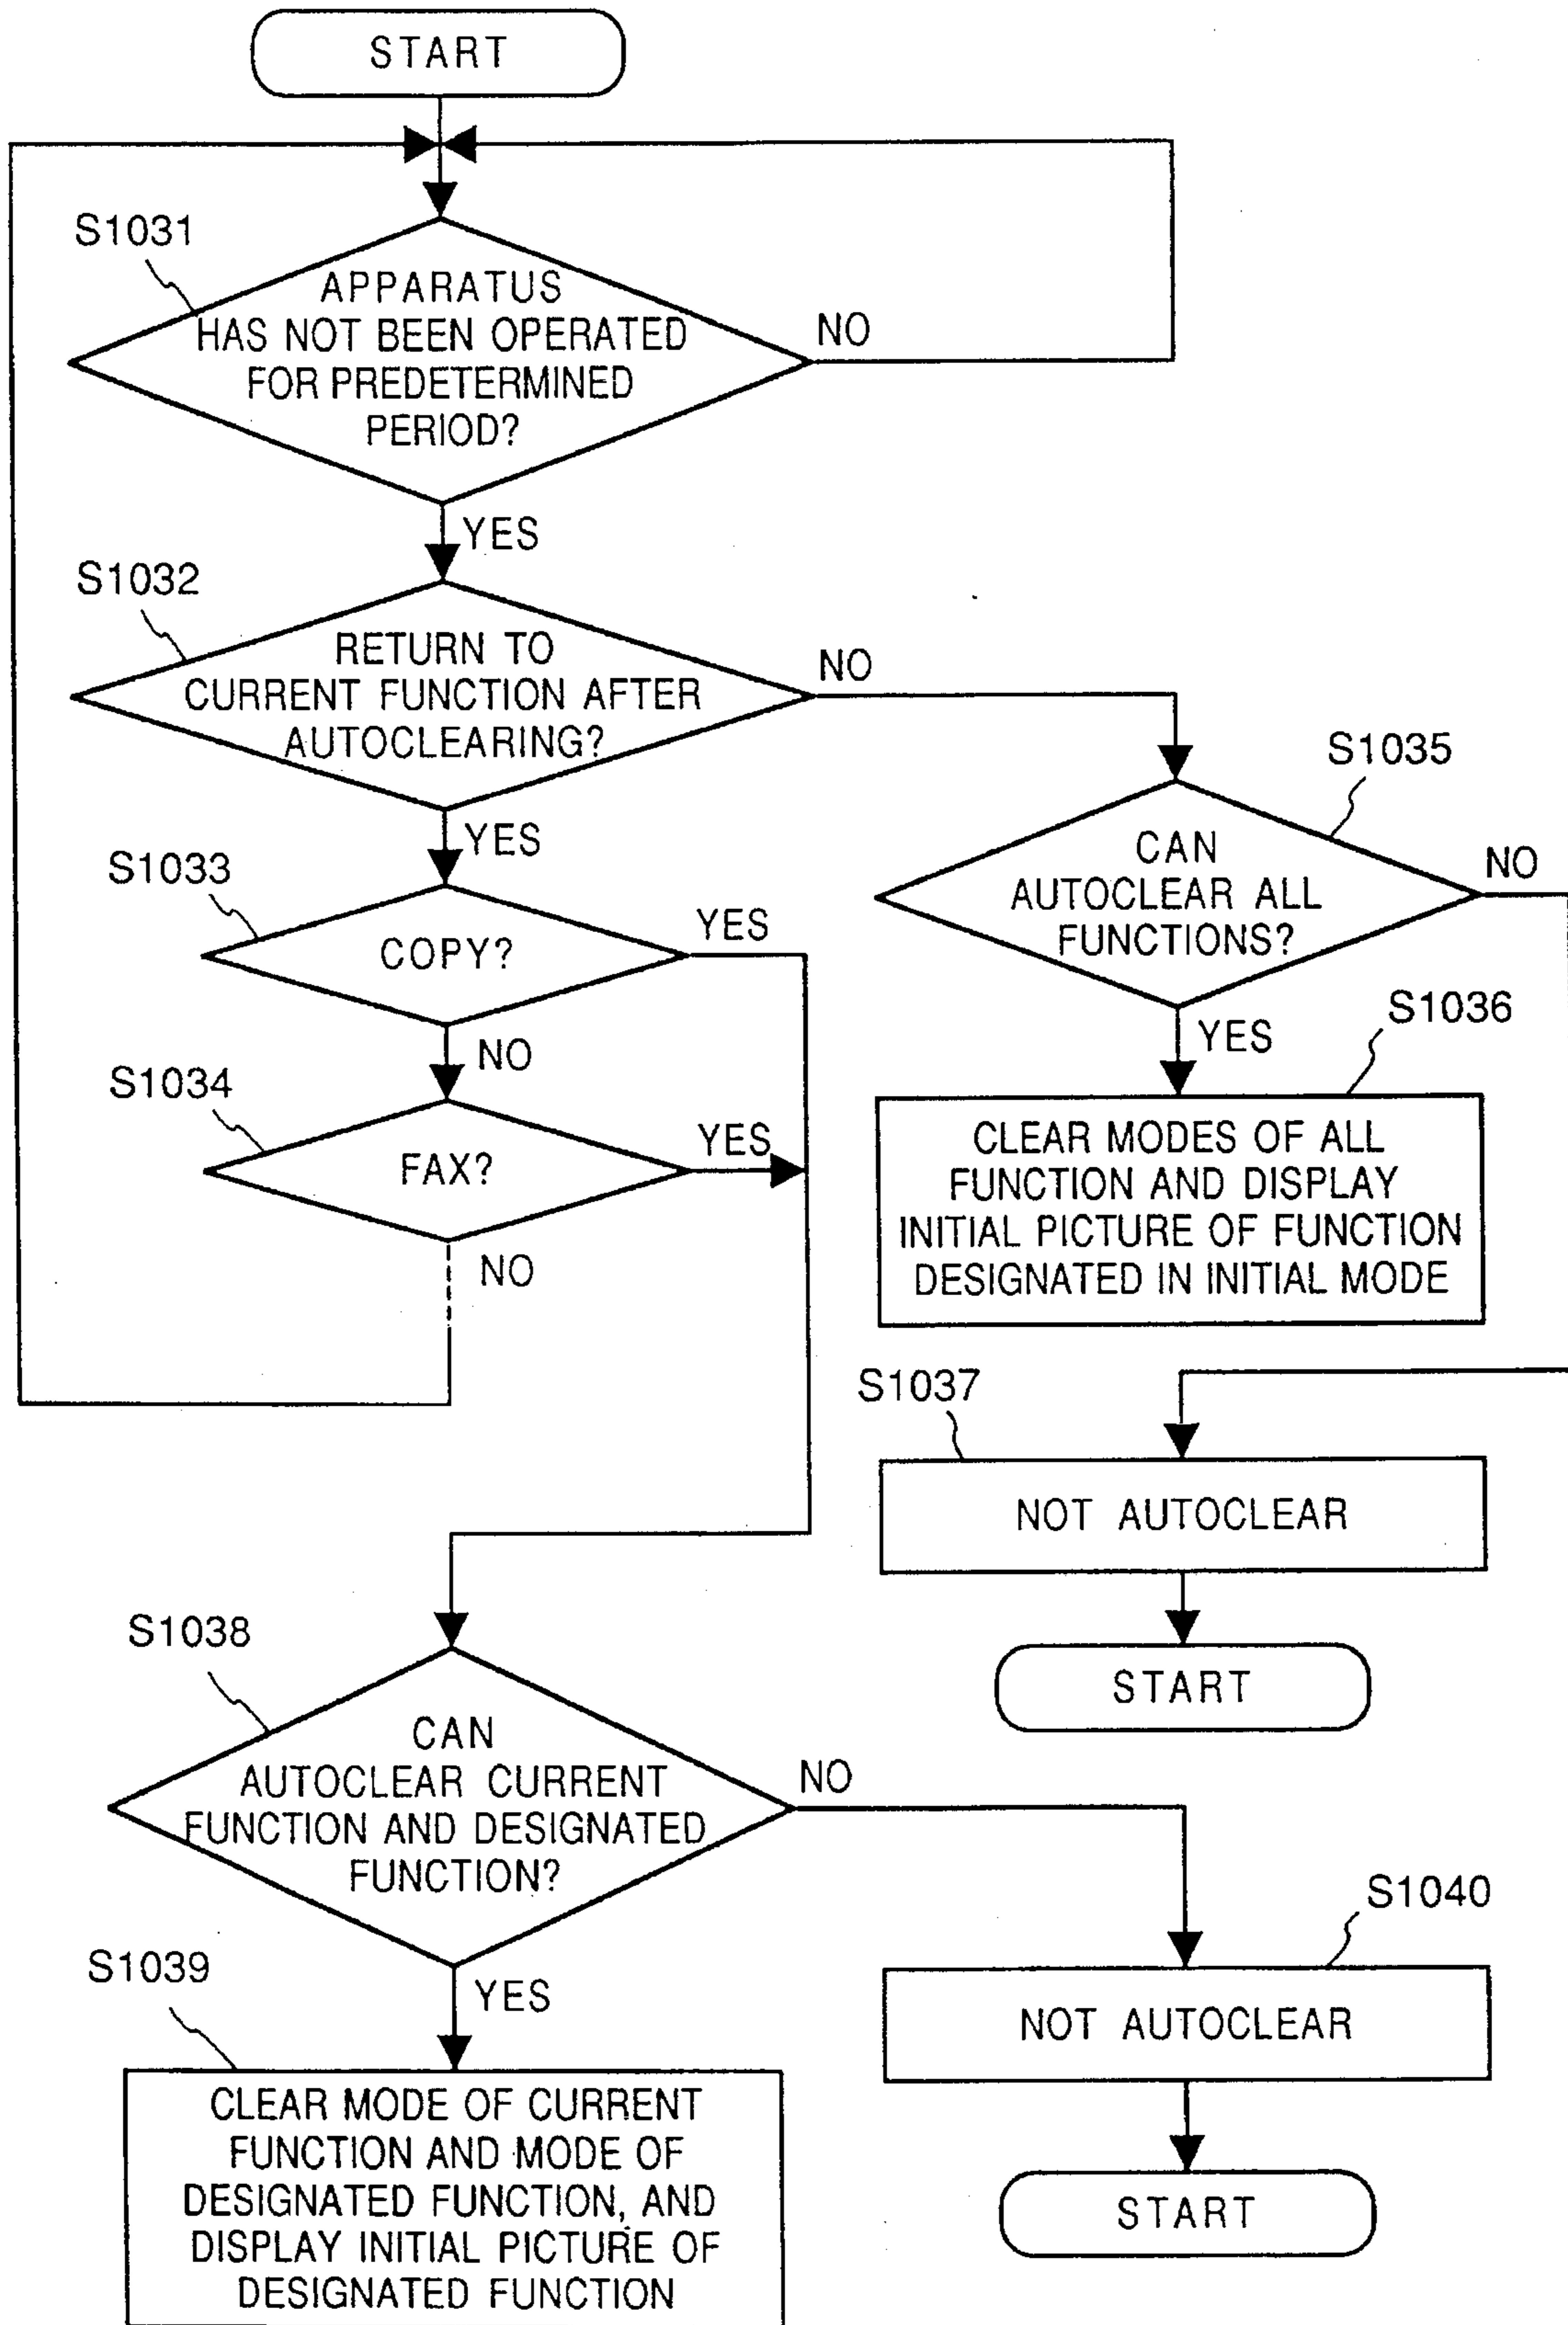 START
S1031
APPARATUS
HAS NOT BEEN OPERATED
FOR PREDETERMINED
PERIOD?
NO
YES
S1032
RETURN TO
CURRENT FUNCTION AFTER
AUTOCLEARING?
NO
YES
S1033
COPY?
YES
NO
S1034
FAX?
YES
NO
S1035
CAN
AUTOCLEAR ALL
FUNCTIONS?
NO
YES
S1036
CLEAR MODES OF ALL
FUNCTION AND DISPLAY
INITIAL PICTURE OF FUNCTION
DESIGNATED IN INITIAL MODE
S1037
NOT AUTOCLEAR
START
S1038
CAN
AUTOCLEAR CURRENT
FUNCTION AND DESIGNATED
FUNCTION?
NO
YES
S1039
CLEAR MODE OF CURRENT
FUNCTION AND MODE OF
DESIGNATED FUNCTION, AND
DISPLAY INITIAL PICTURE OF
DESIGNATED FUNCTION
S1040
NOT AUTOCLEAR
START